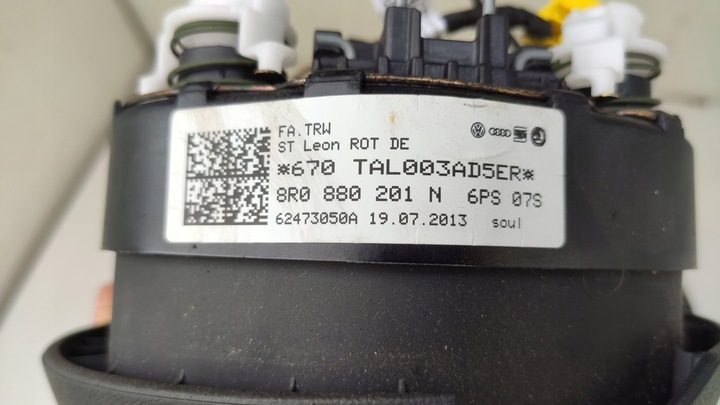 FA.TRW
ST Leon ROT DE
*670 TAL003AD5ER*
8R0 880 201 N 6PS 07S
62473050A 19.07.2013 soul